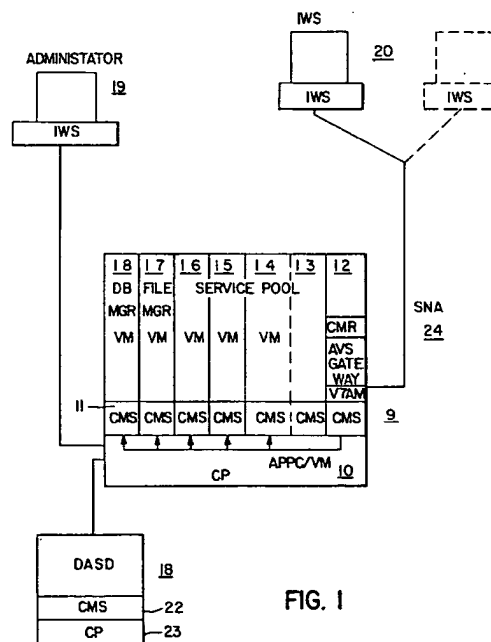 IWS
20
ADMINISTATOR
19
IWS
IWS
IWS
18 17 16 15 14 13 12
DB FILE SERVICE POOL
MGR MGR
VM VM VM VM VM
CMR
AVS
GATE
WAY
V7AM
SNA
24
11
CMS CMS CMS CMS CMS CMS CMS
9
APPC/VM
CP
10
DASD
18
CMS
22
CP
23
FIG. 1